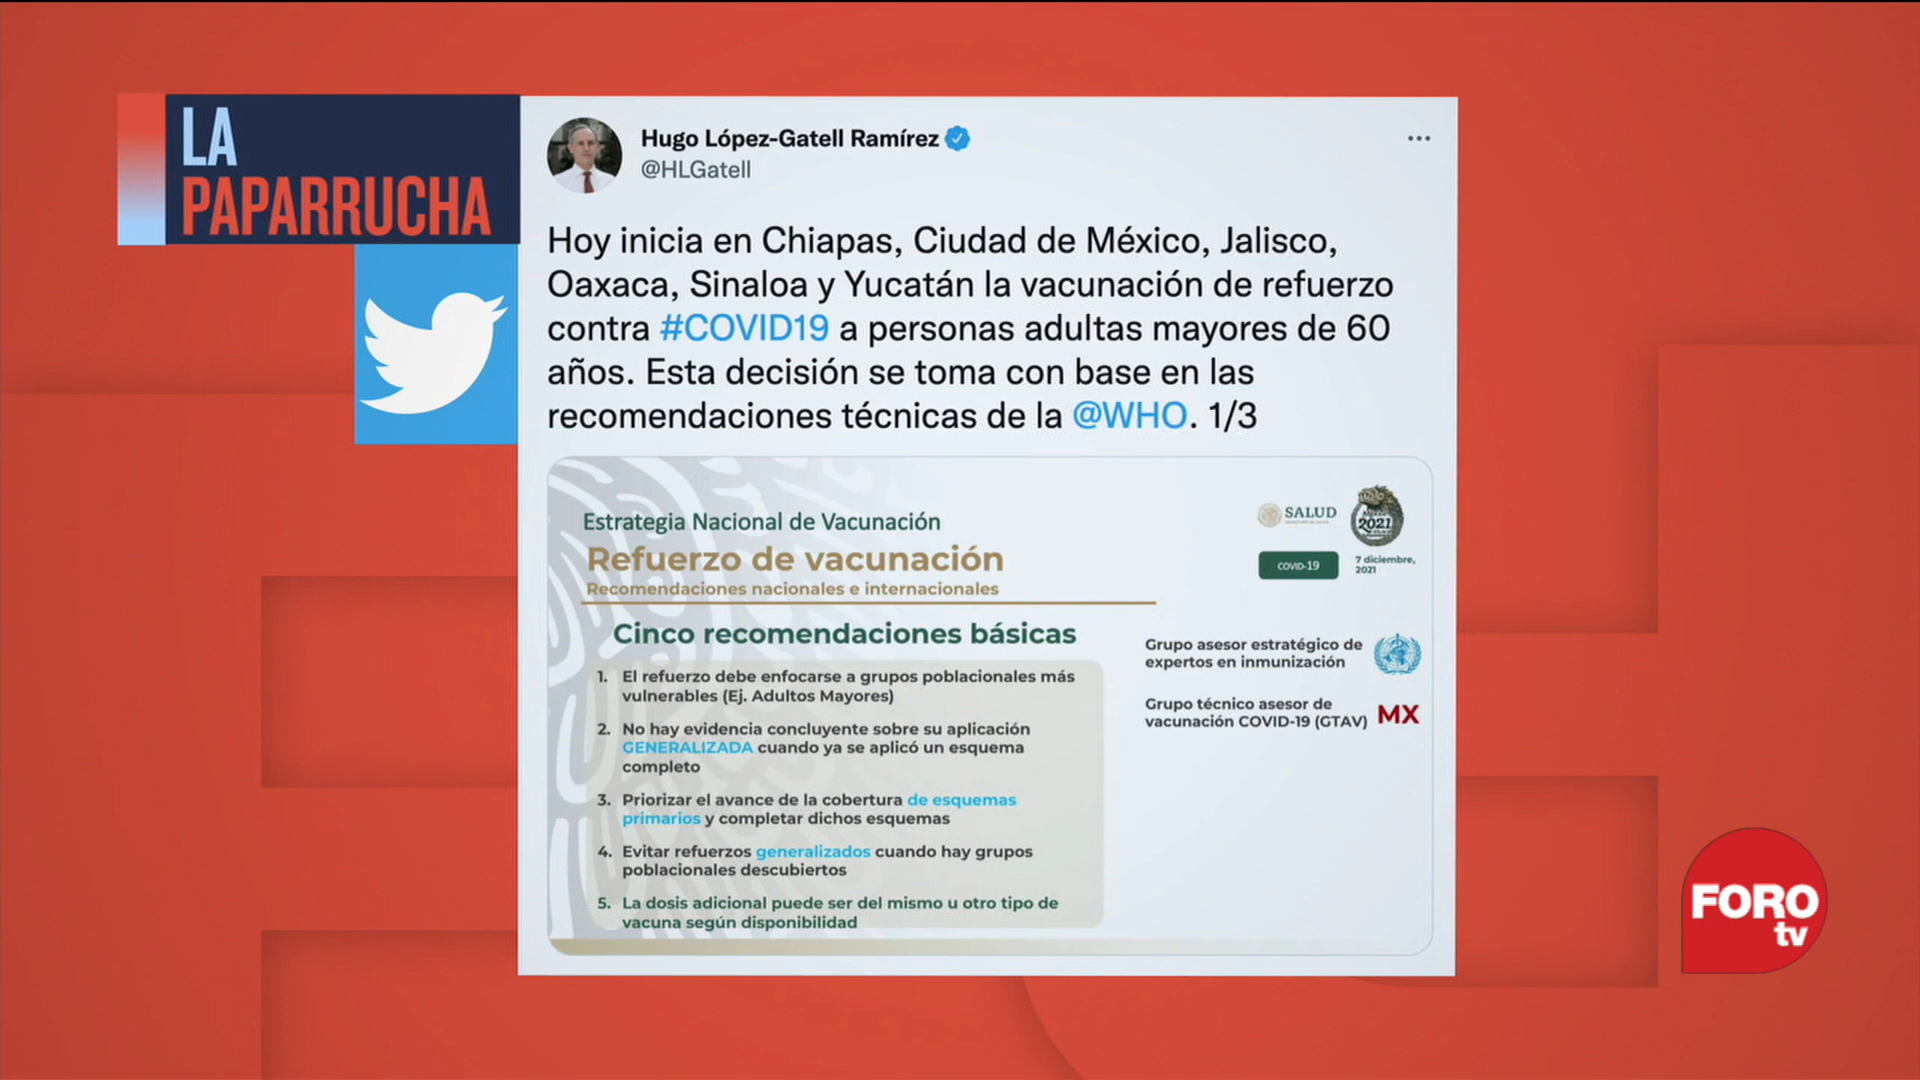 LA
PAPARRUCHA
Hugo López-Gatell Ramírez
@HLGatell
Hoy inicia en Chiapas, Ciudad de México, Jalisco,
Oaxaca, Sinaloa y Yucatán la vacunación de refuerzo
contra #COVID19 a personas adultas mayores de 60
años. Esta decisión se toma con base en las
recomendaciones técnicas de la @WHO. 1/3
Estrategia Nacional de Vacunación
Refuerzo de vacunación
Recomendaciones nacionales e internacionales
SALUD
2021
COVID-19
7 diciembre,
2021
Cinco recomendaciones básicas
1. El refuerzo debe enfocarse a grupos poblacionales más
vulnerables (Ej. Adultos Mayores)
2. No hay evidencia concluyente sobre su aplicación
GENERALIZADA cuando ya se aplicó un esquema
completo
3. Priorizar el avance de la cobertura de esquemas
primarios y completar dichos esquemas
4. Evitar refuerzos generalizados cuando hay grupos
poblacionales descubiertos
5. La dosis adicional puede ser del mismo u otro tipo de
vacuna según disponibilidad
Grupo asesor estratégico de
expertos en inmunización
Grupo técnico asesor de
vacunación COVID-19 (GTAV)
MX
FORO
tv